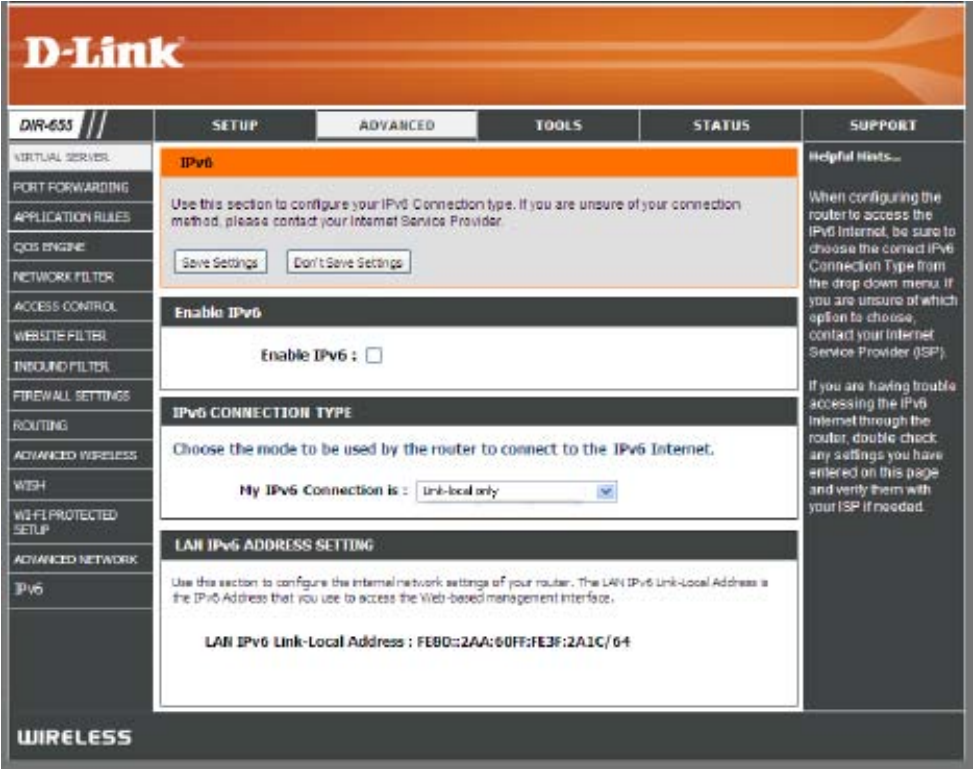 D-Link
DIR-655
SETUP
ADVANCED
TOOLS
STATUS
SUPPORT
VIRTUAL SERVER
PORT FORWARDING
APPLICATION RULES
QOS ENGINE
NETWORK FILTER
ACCESS CONTROL
WEBSITE FILTER
INBOUND FILTER
FIREWALL SETTINGS
ROUTING
ADVANCED WIRELESS
WISH
WI-FI PROTECTED
SETUP
ADVANCED NETWORK
IPv6
IPv6
Use this section to configure your IPv6 Connection type. If you are unsure of your connection
method, please contact your Internet Service Provider.
Save Settings
Don't Save Settings
Enable IPv6
Enable IPv6 :
IPv6 CONNECTION TYPE
Choose the mode to be used by the router to connect to the IPv6 Internet.
My IPv6 Connection is :
Link-local only
LAN IPv6 ADDRESS SETTING
Use this section to configure the internal network settings of your router. The LAN IPv6 Link-Local Address is
the IPv6 Address that you use to access the Web-based management interface.
LAN IPv6 Link-Local Address : FE80::2AA:60FF:FE3F:2A1C/64
Helpful Hints...
When configuring the
router to access the
IPv6 Internet, be sure to
choose the correct IPv6
Connection Type from
the drop down menu. If
you are unsure of which
option to choose,
contact your Internet
Service Provider (ISP).
If you are having trouble
accessing the IPv6
Internet through the
router, double check
any settings you have
entered on this page
and verify them with
your ISP if needed.
WIRELESS